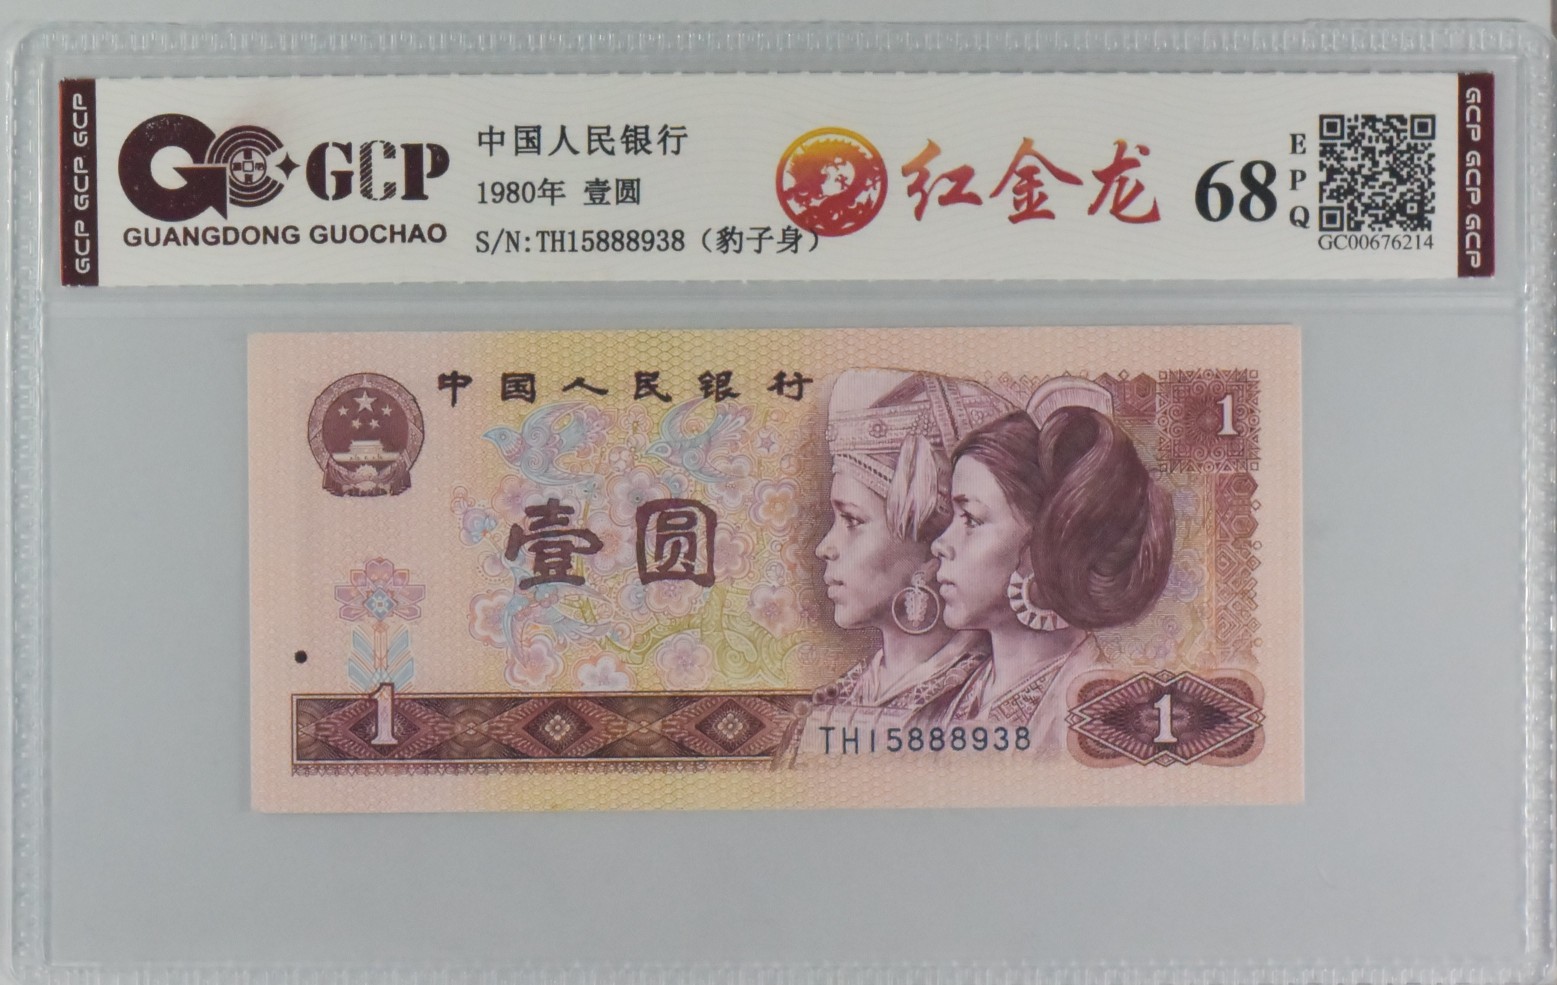 GCP GCP GCP
GCP
GUANGDONG GUOCHAO
中国人民银行
1980年 壹圆
S/N:TH15888938（豹子身）
红金龙
68
EPQ
GC00676214
GCP GCP GCP
中国人民银行
1
壹圆
1
TH15888938
1